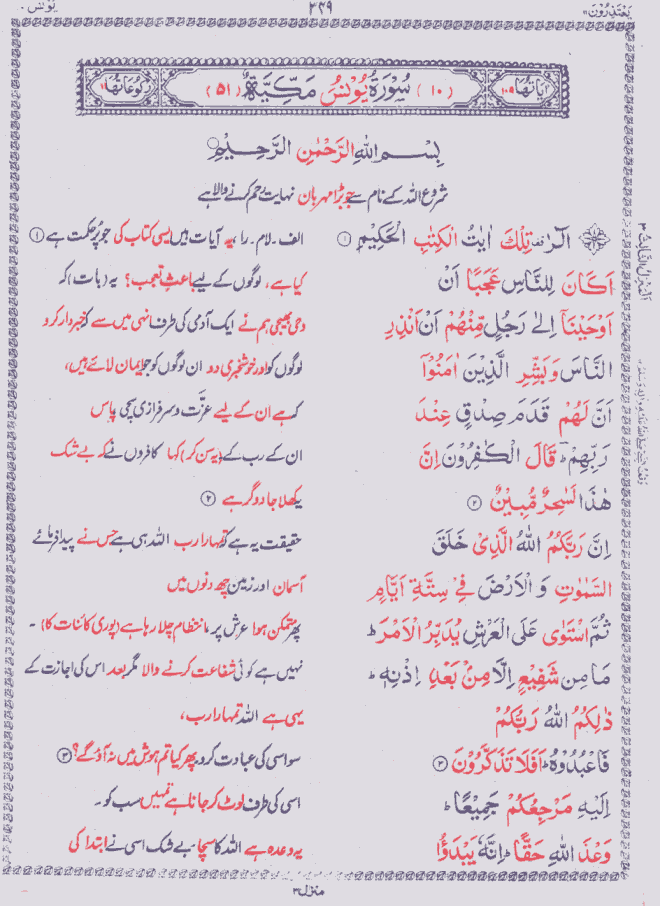 یعتذرون ۱۱
۲۴۹
یونس ۱۰
اٰیاتھا ۱۰۹
(۱۰) سُوْرَۃُ یُوْنُسَ مَکِّیَّۃٌ (۵۱)
رکوعاتھا
بِسْمِ اللّٰہِ الرَّحْمٰنِ الرَّحِیْمِ
شروع اللہ کے نام سے جو بڑا مہربان نہایت رحم کرنے والا ہے
الٓرٰ تِلْکَ اٰیٰتُ الْکِتٰبِ الْحَکِیْمِ ①
الف۔ لام۔ را، یہ آیات ہیں ایسی کتاب کی جو پُر حکمت ہے ①
اَکَانَ لِلنَّاسِ عَجَبًا اَنْ
کیا ہے، لوگوں کے لیے باعثِ تعجب؟ یہ (بات) کہ
اَوْحَیْنَاۤ اِلٰی رَجُلٍ مِّنْھُمْ اَنْ اَنْذِرِ
وحی بھیجی ہم نے ایک آدمی کی طرف انہی میں سے کہ خبردار کرو
النَّاسَ وَبَشِّرِ الَّذِیْنَ اٰمَنُوْۤا
لوگوں کو اور خوشخبری دو ان لوگوں کو جو ایمان لائے ہیں،
اَنَّ لَھُمْ قَدَمَ صِدْقٍ عِنْدَ
کہ ہے ان کے لیے عزّت و سرفرازی سچی پاس
رَبِّھِمْ ؕ قَالَ الْکٰفِرُوْنَ اِنَّ
ان کے رب کے (یہ سن کر) کہا کافروں نے کہ بے شک
ھٰذَا لَسٰحِرٌ مُّبِیْنٌ ②
یہ کھلا جادوگر ہے ②
اِنَّ رَبَّکُمُ اللّٰہُ الَّذِیْ خَلَقَ
حقیقت یہ ہے کہ تمہارا رب اللہ ہی ہے جس نے پیدا فرمائے
السَّمٰوٰتِ وَ الْاَرْضَ فِیْ سِتَّۃِ اَیَّامٍ
آسمان اور زمین چھ دنوں میں
ثُمَّ اسْتَوٰی عَلَی الْعَرْشِ یُدَبِّرُ الْاَمْرَ ؕ
پھر متمکن ہوا عرش پر انتظام چلا رہا ہے (پوری کائنات کا)۔
مَا مِنْ شَفِیْعٍ اِلَّا مِنْۢ بَعْدِ اِذْنِہٖ ؕ
نہیں ہے کوئی شفاعت کرنے والا مگر بعد اس کی اجازت کے
ذٰلِکُمُ اللّٰہُ رَبُّکُمْ
یہی ہے اللہ تمہارا رب،
فَاعْبُدُوْہُ ؕ اَفَلَا تَذَکَّرُوْنَ ③
سو اسی کی عبادت کرو، پھر کیا تم ہوش میں نہ آؤ گے؟ ③
اِلَیْہِ مَرْجِعُکُمْ جَمِیْعًا ؕ
اسی کی طرف لوٹ کر جانا ہے تمہیں سب کو۔
وَعْدَ اللّٰہِ حَقًّا ؕ اِنَّہٗ یَبْدَؤُا
یہ وعدہ ہے اللہ کا سچا بے شک اسی نے ابتدا کی
منزل ۳